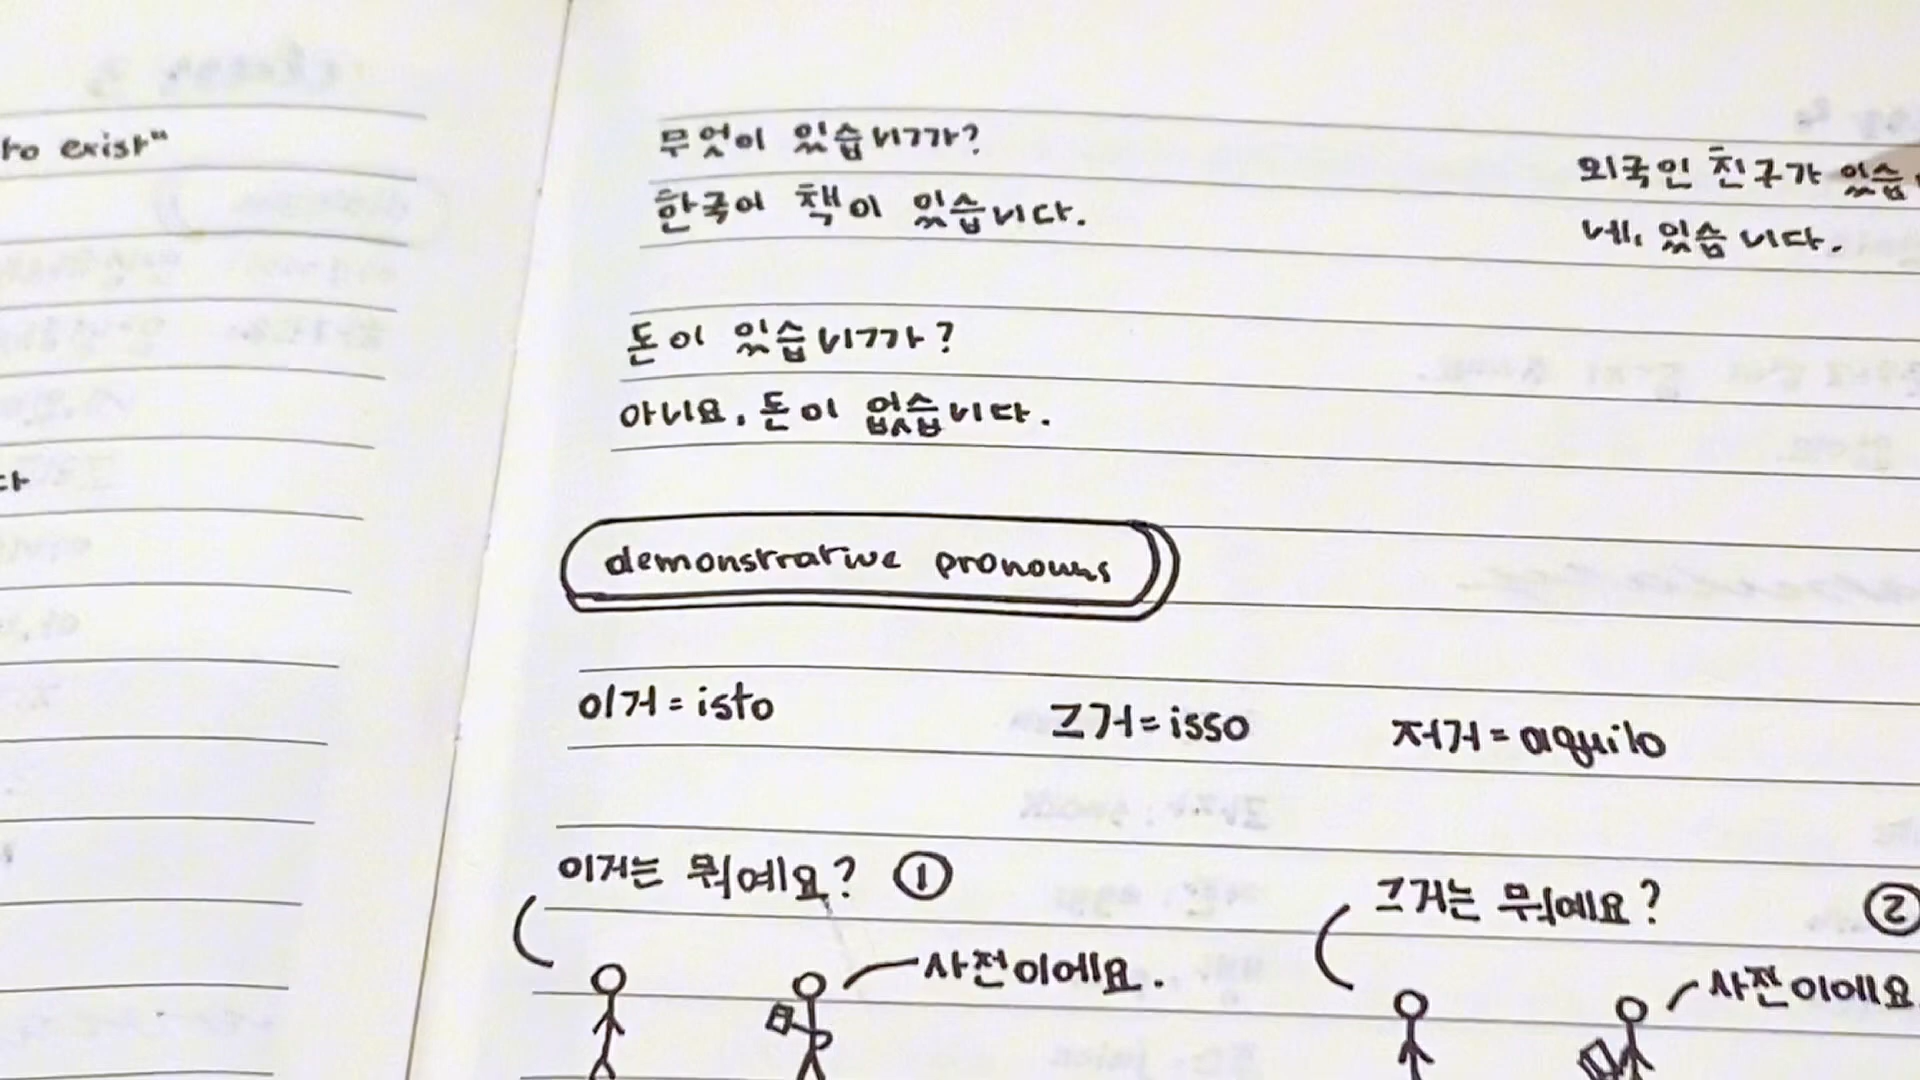 to exist"
무엇이 있습니까?
한국어 책이 있습니다.
외국인 친구가 있습
네, 있습니다.
돈이 있습니까?
아니요, 돈이 없습니다.
demonstrative pronouns
이거 = isto
그거 = isso
저거 = aquilo
이거는 뭐예요? ①
사전이에요.
그거는 뭐예요? ②
사전이에요